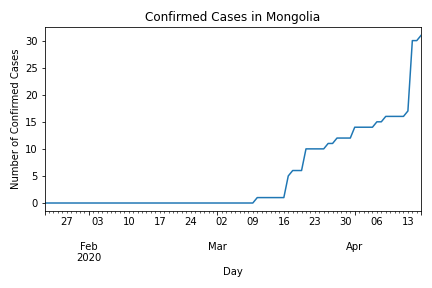 Confirmed Cases in Mongolia
Number of Confirmed Cases
30
25
20
15
10
5
0
27 03 10 17 24 02 09 16 23 30 06 13
Feb Mar Apr
2020
Day